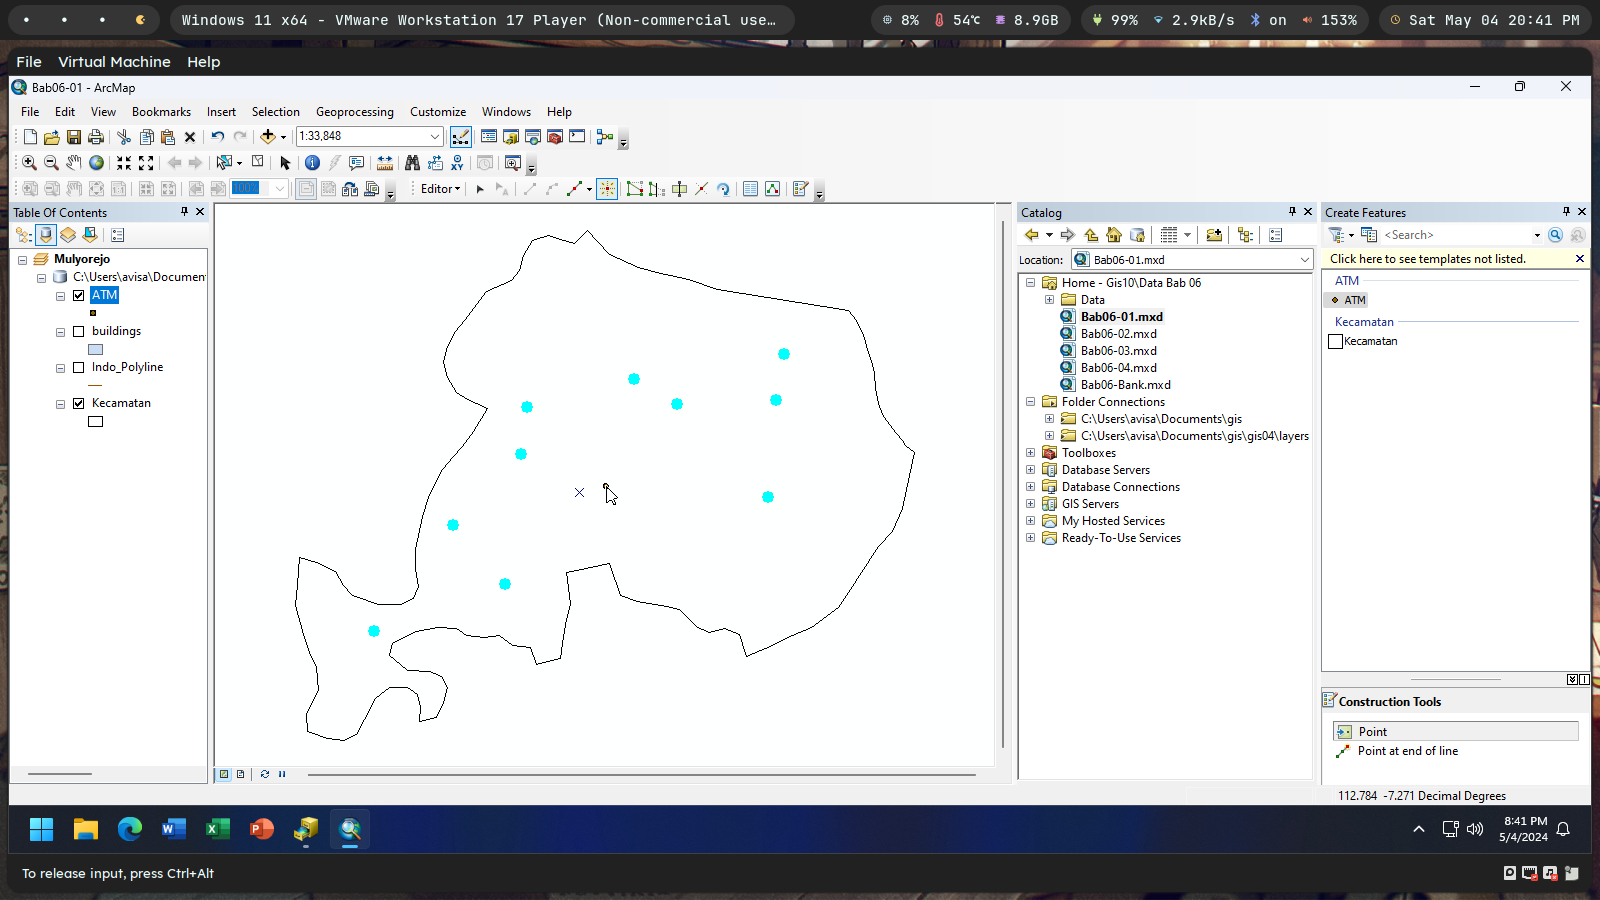 Windows 11 x64 - VMware Workstation 17 Player (Non-commercial use…
8%
54℃
8.9GB
99%
2.9kB/s
on
153%
Sat May 04 20:41 PM
File Virtual Machine Help
Bab06-01 - ArcMap
File Edit View Bookmarks Insert Selection Geoprocessing Customize Windows Help
1:33,848
100%
Editor
Table Of Contents
Mulyorejo
C:\Users\avisa\Documen
ATM
buildings
Indo_Polyline
Kecamatan
Catalog
Location: Bab06-01.mxd
Home - Gis10\Data Bab 06
Data
Bab06-01.mxd
Bab06-02.mxd
Bab06-03.mxd
Bab06-04.mxd
Bab06-Bank.mxd
Folder Connections
C:\Users\avisa\Documents\gis
C:\Users\avisa\Documents\gis\gis04\layers
Toolboxes
Database Servers
Database Connections
GIS Servers
My Hosted Services
Ready-To-Use Services
Create Features
<Search>
Click here to see templates not listed.
ATM
ATM
Kecamatan
Kecamatan
Construction Tools
Point
Point at end of line
112.784 -7.271 Decimal Degrees
8:41 PM
5/4/2024
To release input, press Ctrl+Alt